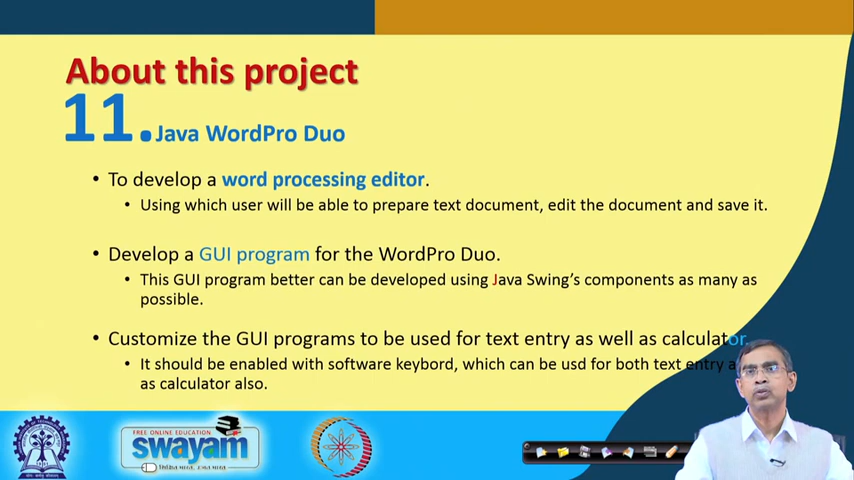 About this project
11. Java WordPro Duo
• To develop a word processing editor.
• Using which user will be able to prepare text document, edit the document and save it.
• Develop a GUI program for the WordPro Duo.
• This GUI program better can be developed using Java Swing's components as many as
possible.
• Customize the GUI programs to be used for text entry as well as calculator.
• It should be enabled with software keybord, which can be usd for both text entry a
as calculator also.
FREE ONLINE EDUCATION
swayam